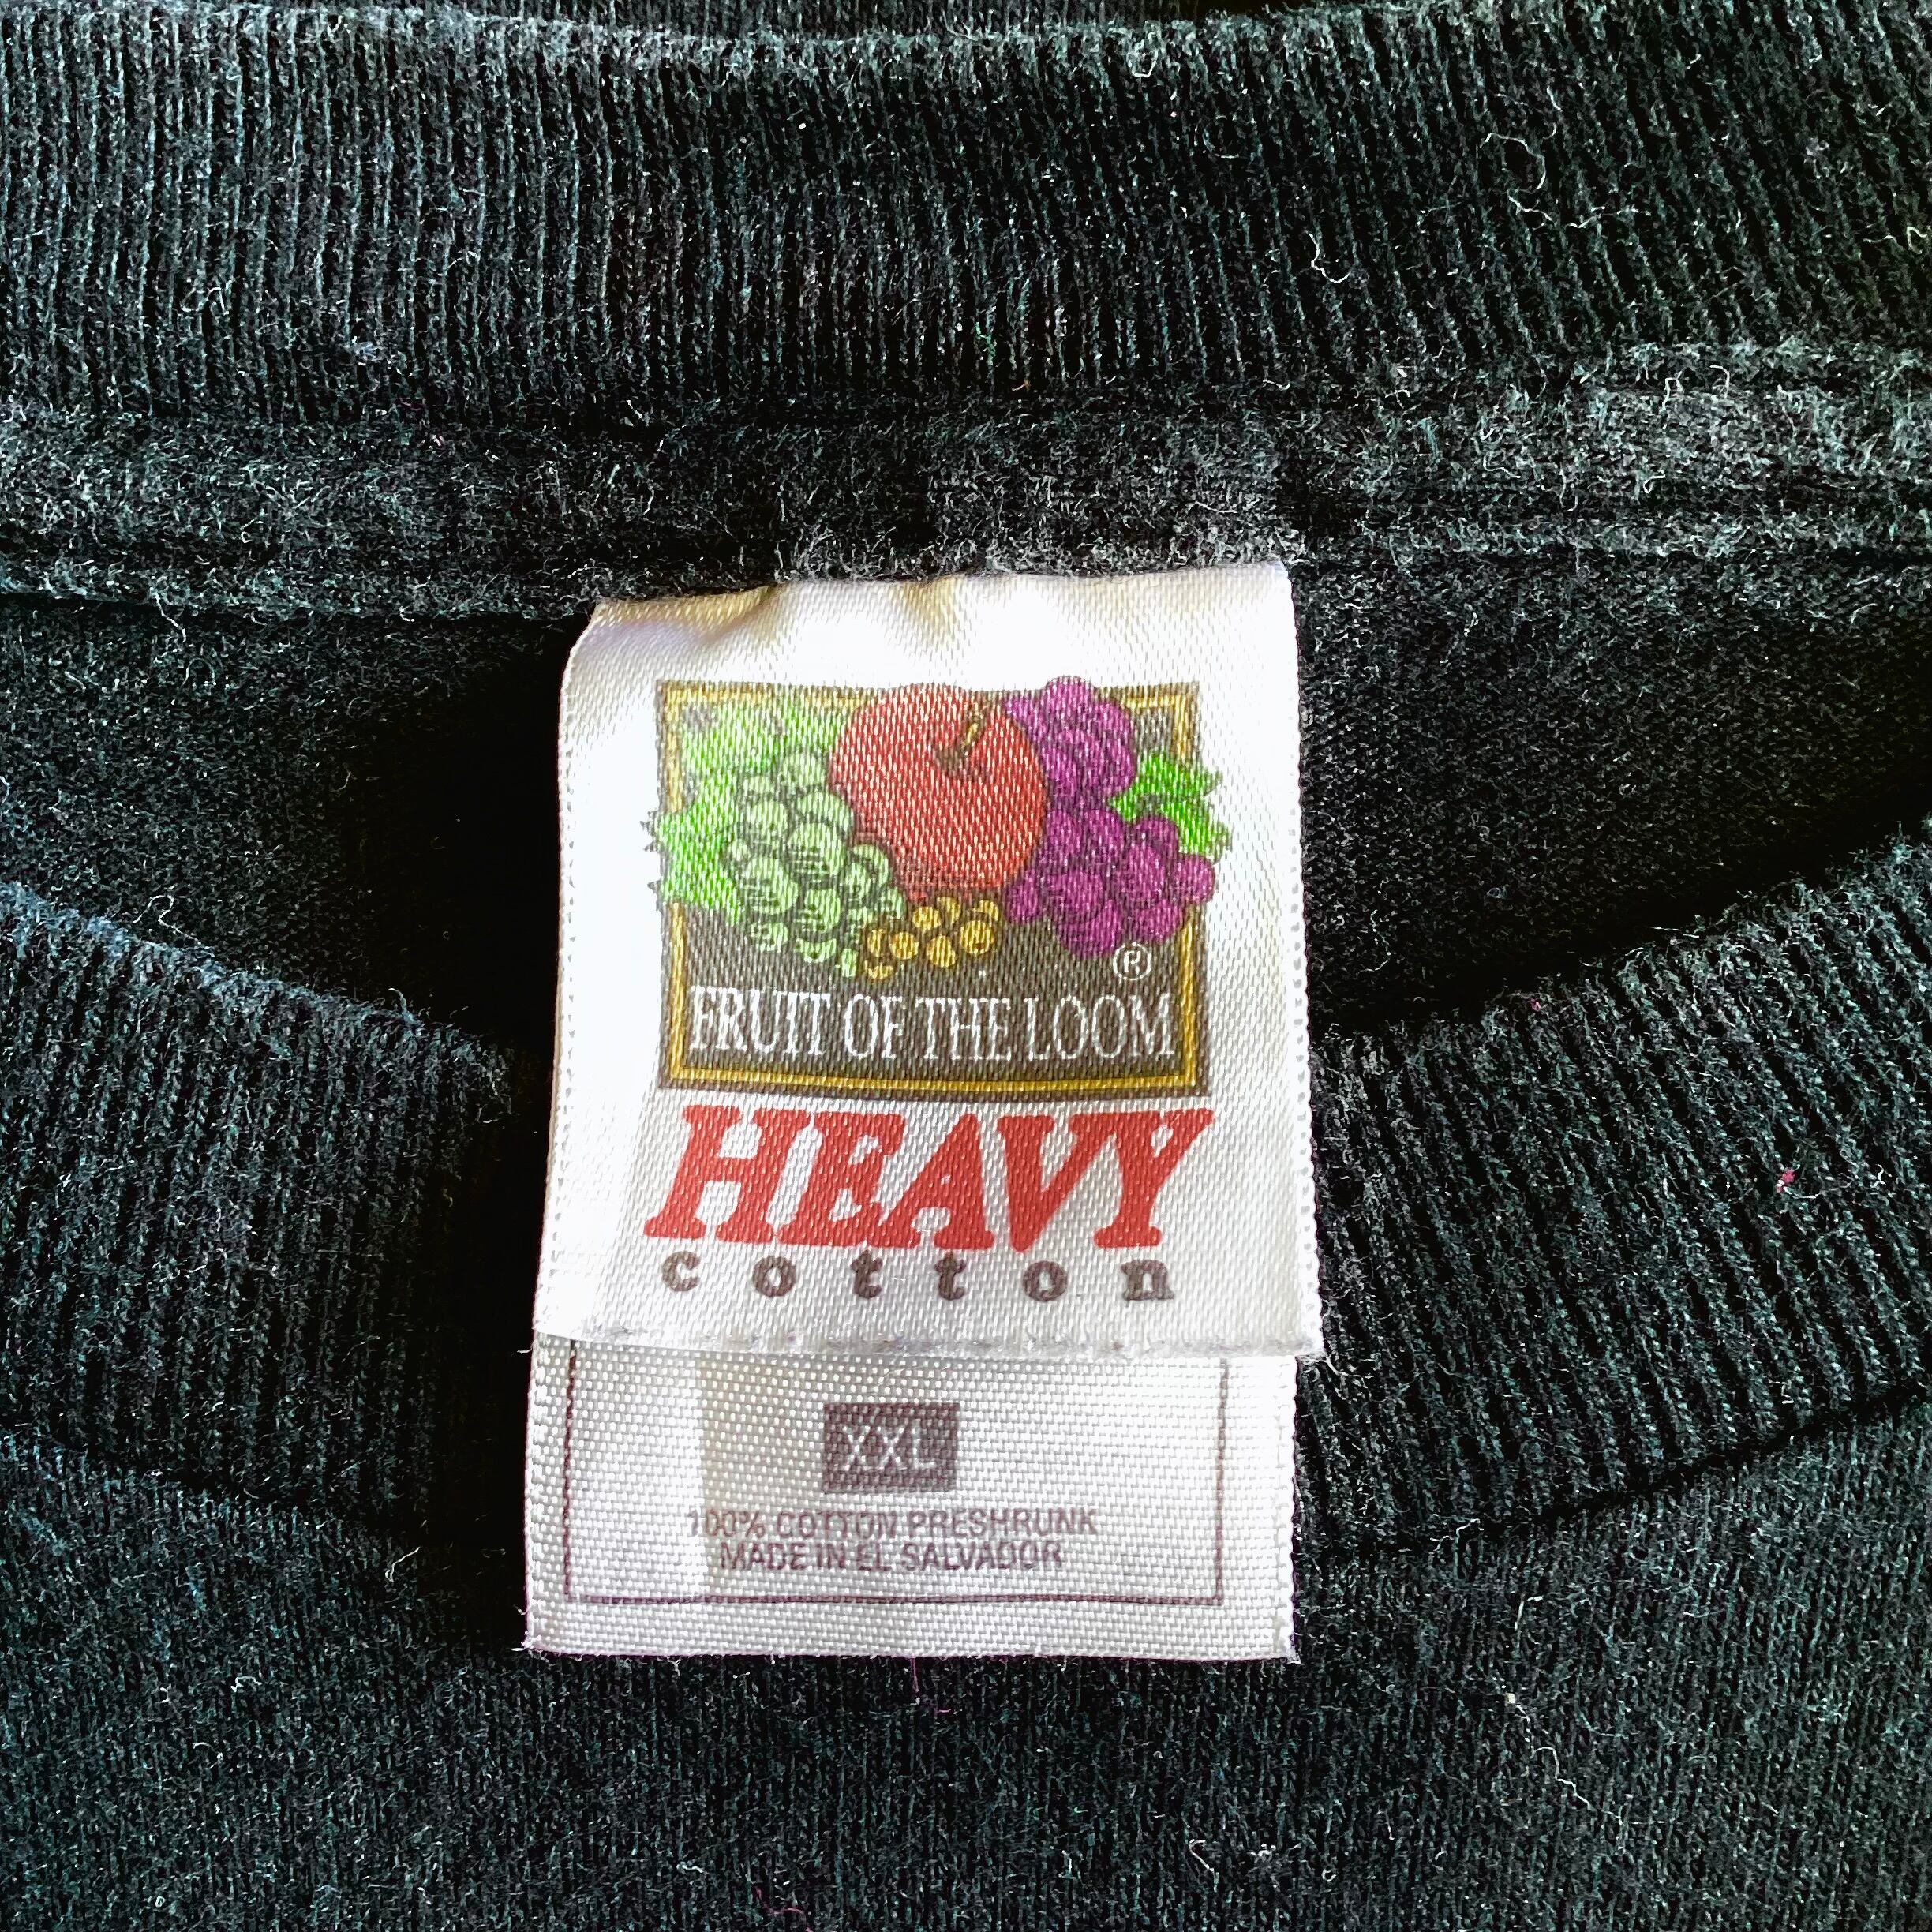 ®
FRUIT OF THE LOOM
HEAVY
cotton
XXL
100% COTTON PRESHRUNK
MADE IN EL SALVADOR